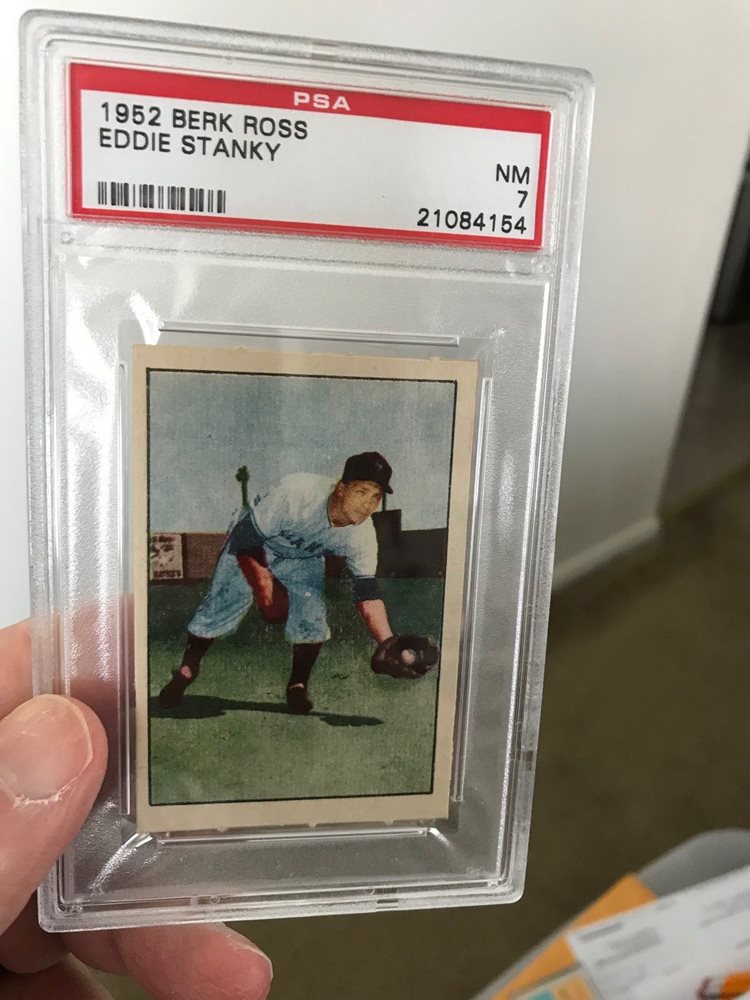 PSA
1952 BERK ROSS
EDDIE STANKY
NM
7
21084154